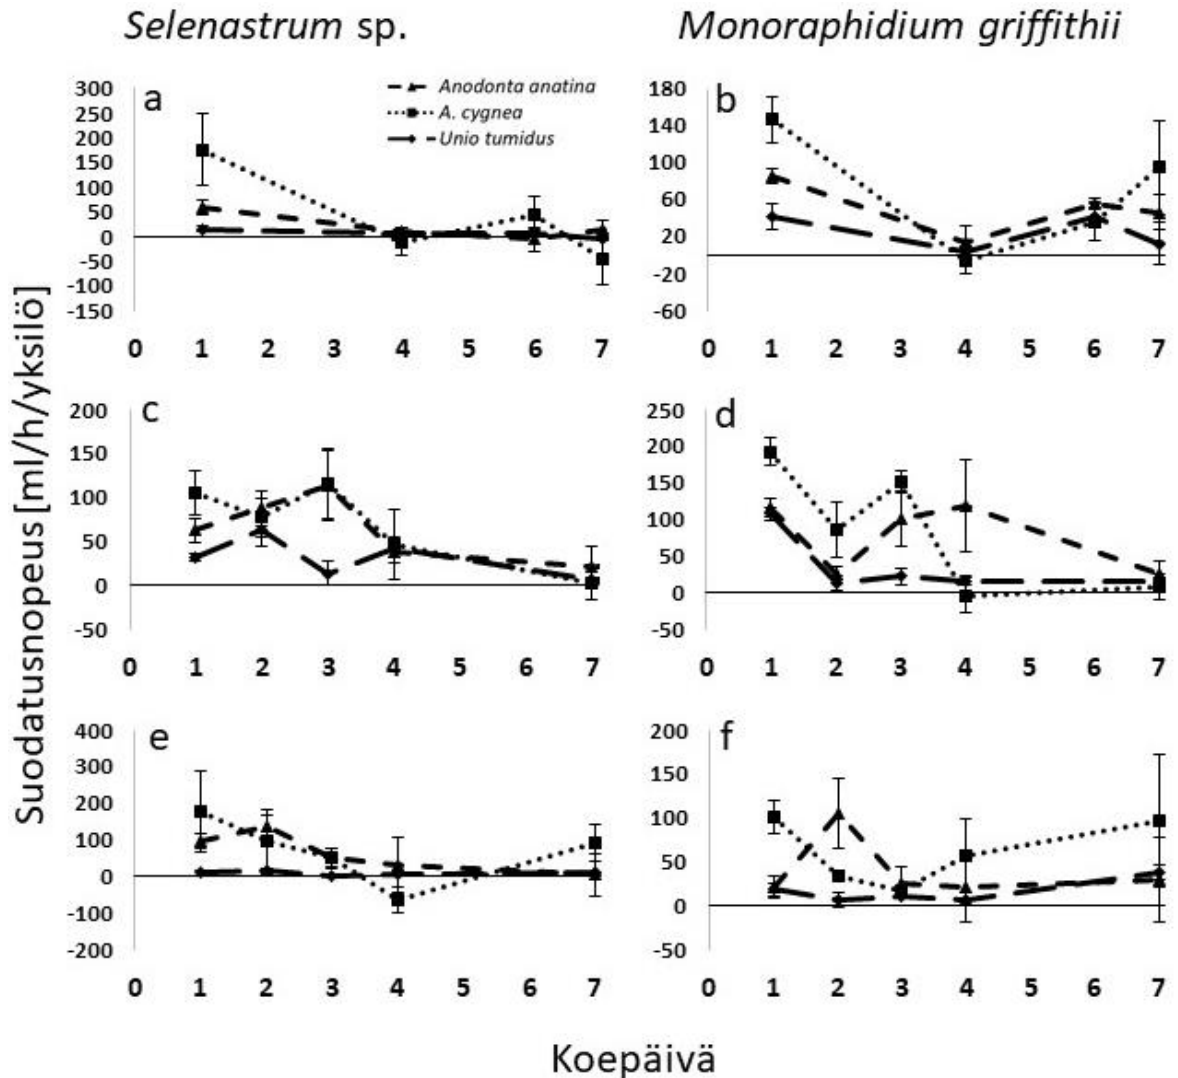 Selenastrum sp.
Monoraphidium griffithii
Suodatusnopeus [ml/h/yksilö]
a
Anodonta anatina
A. cygnea
Unio tumidus
300
250
200
150
100
50
0
-50
-100
-150
0 1 2 3 4 5 6 7
b
180
140
100
60
20
-20
-60
0 1 2 3 4 5 6 7
c
200
150
100
50
0
-50
0 1 2 3 4 5 6 7
d
250
200
150
100
50
0
-50
0 1 2 3 4 5 6 7
e
400
300
200
100
0
-100
-200
0 1 2 3 4 5 6 7
f
200
150
100
50
0
-50
0 1 2 3 4 5 6 7
Koepäivä